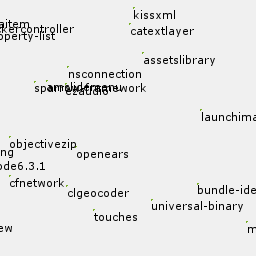 kissxml
aitem
kercontroller
catextlayer
operty-list
assetslibrary
nsconnection
sparrow-framework
ezaudio
launchima
objectivezip
ng
openears
ode6.3.1
cfnetwork
clgeocoder
bundle-ide
universal-binary
touches
ew
m